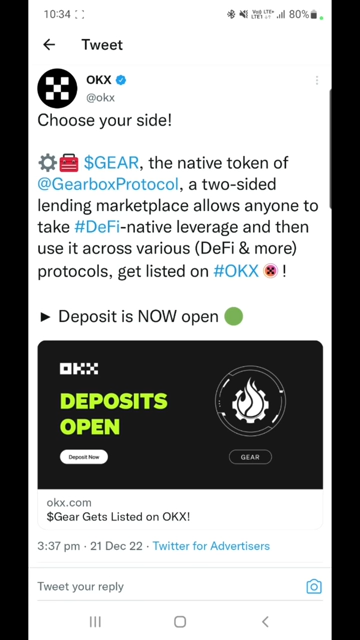 10:34
Vo) LTE+
LTE1
80%
Tweet
OKX
@okx
Choose your side!
$GEAR, the native token of
@GearboxProtocol, a two-sided
lending marketplace allows anyone to
take #DeFi-native leverage and then
use it across various (DeFi & more)
protocols, get listed on #OKX !
► Deposit is NOW open
OKX
DEPOSITS
OPEN
Deposit Now
GEAR
okx.com
$Gear Gets Listed on OKX!
3:37 pm · 21 Dec 22 · Twitter for Advertisers
Tweet your reply